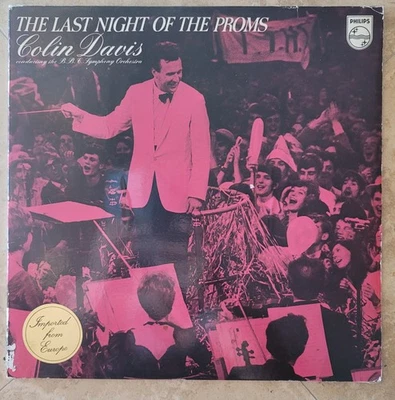 THE LAST NIGHT OF THE PROMS
PHILIPS
Colin Davis
conducting the B.B.C. Symphony Orchestra
Imported
from
Europe